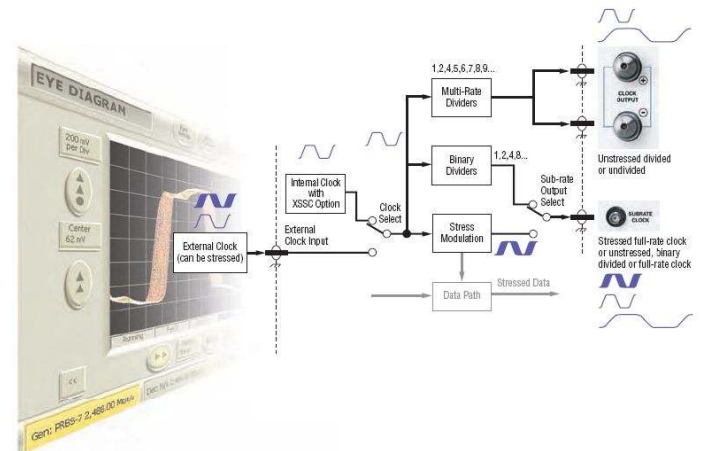 EYE DIAGRAM
200 mV
per Div
Center
62 mV
External Clock
(can be stressed)
External
Clock Input
Internal Clock
with
XSSC Option
Clock
Select
1,2,4,5,6,7,8,9...
Multi-Rate
Dividers
Binary
Dividers
1,2,4,8...
Stress
Modulation
Data Path
Stressed Data
Sub-rate
Output
Select
CLOCK
OUTPUT
+
-
Unstressed divided
or undivided
SUBRATE
CLOCK
Stressed full-rate clock
or unstressed, binary
divided or full-rate clock
Running
<<
Gen: PRBS-7 2,488.00